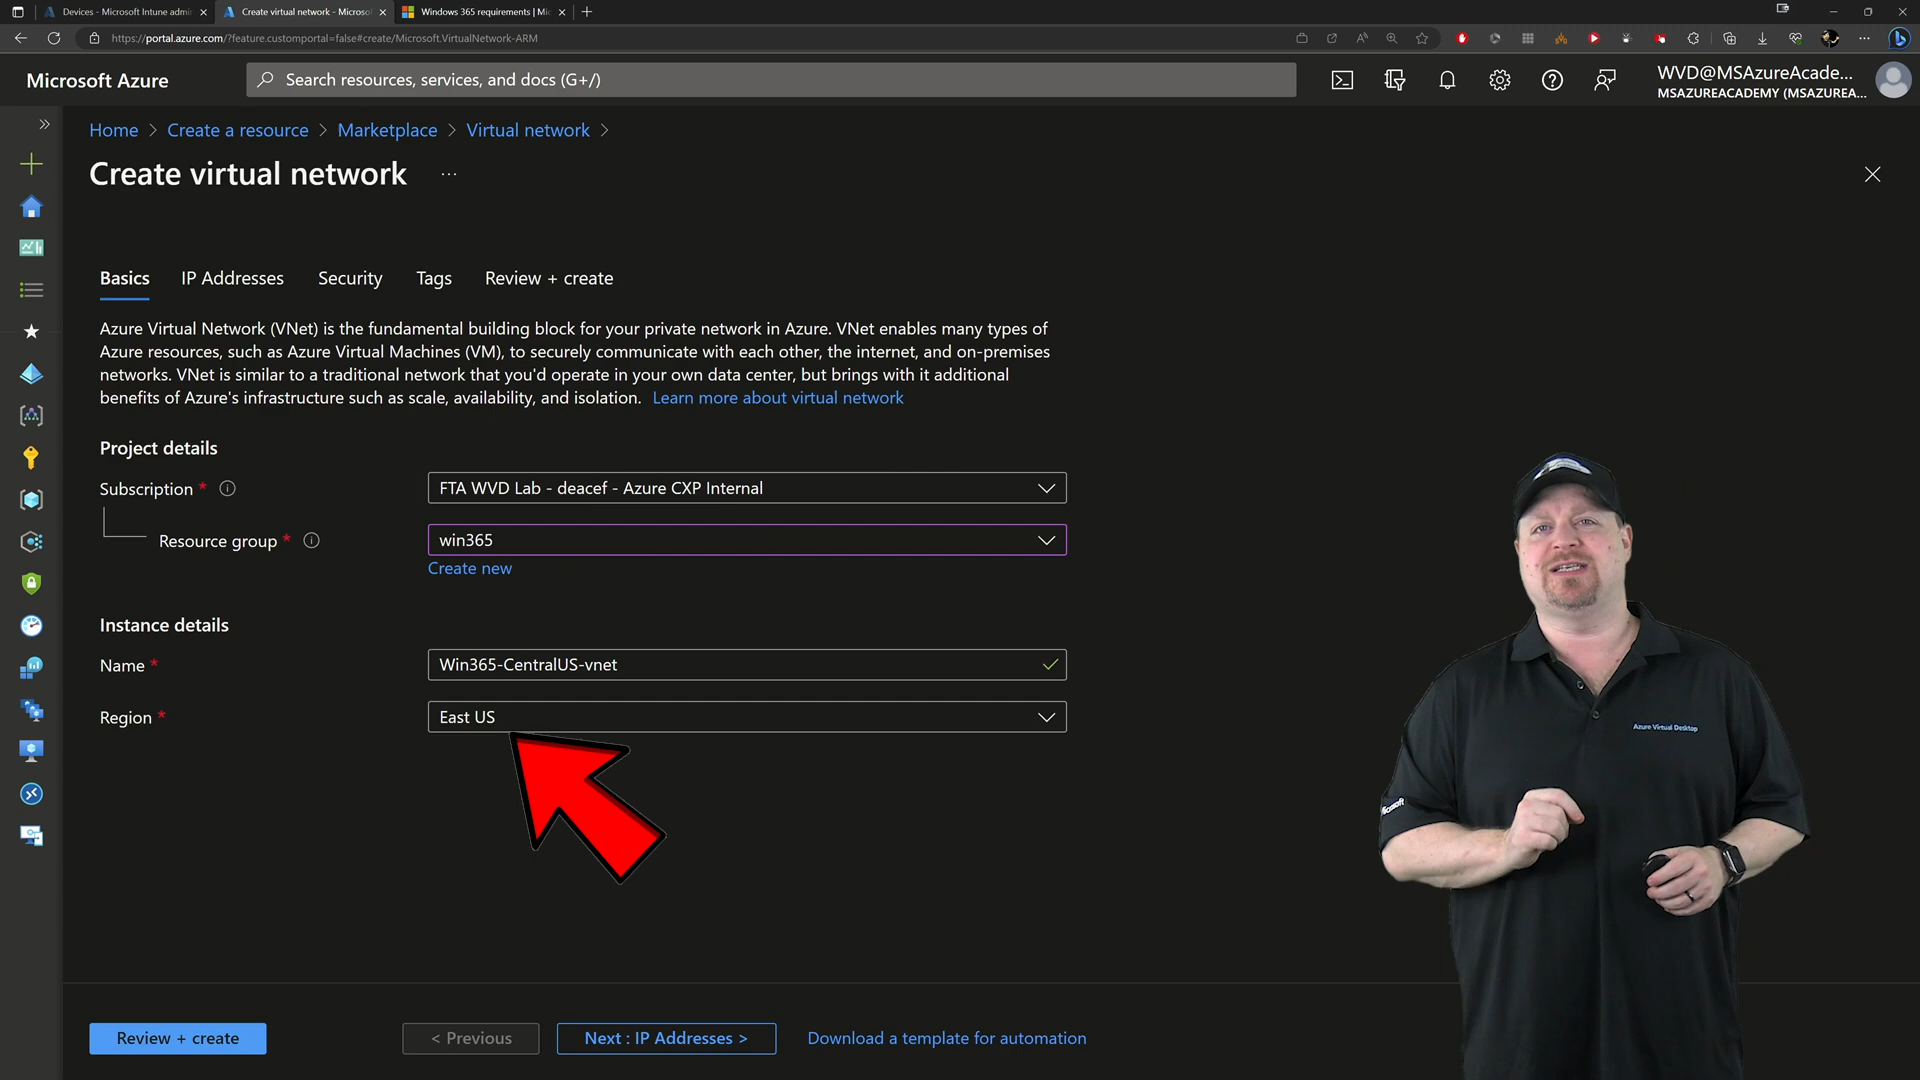 Devices - Microsoft Intune admi
Create virtual network - Microso
Windows 365 requirements | Mi
https://portal.azure.com/?feature.customportal=false#create/Microsoft.VirtualNetwork-ARM
Microsoft Azure
Search resources, services, and docs (G+/)
WVD@MSAzureAcade...
MSAZUREACADEMY (MSAZUREA...
Home > Create a resource > Marketplace > Virtual network >
Create virtual network ...
Basics IP Addresses Security Tags Review + create
Azure Virtual Network (VNet) is the fundamental building block for your private network in Azure. VNet enables many types of
Azure resources, such as Azure Virtual Machines (VM), to securely communicate with each other, the internet, and on-premises
networks. VNet is similar to a traditional network that you'd operate in your own data center, but brings with it additional
benefits of Azure's infrastructure such as scale, availability, and isolation. Learn more about virtual network
Project details
Subscription *
FTA WVD Lab - deacef - Azure CXP Internal
Resource group *
win365
Create new
Instance details
Name *
Win365-CentralUS-vnet
Region *
East US
Azure Virtual Desktop
Microsoft
Review + create
< Previous
Next : IP Addresses >
Download a template for automation